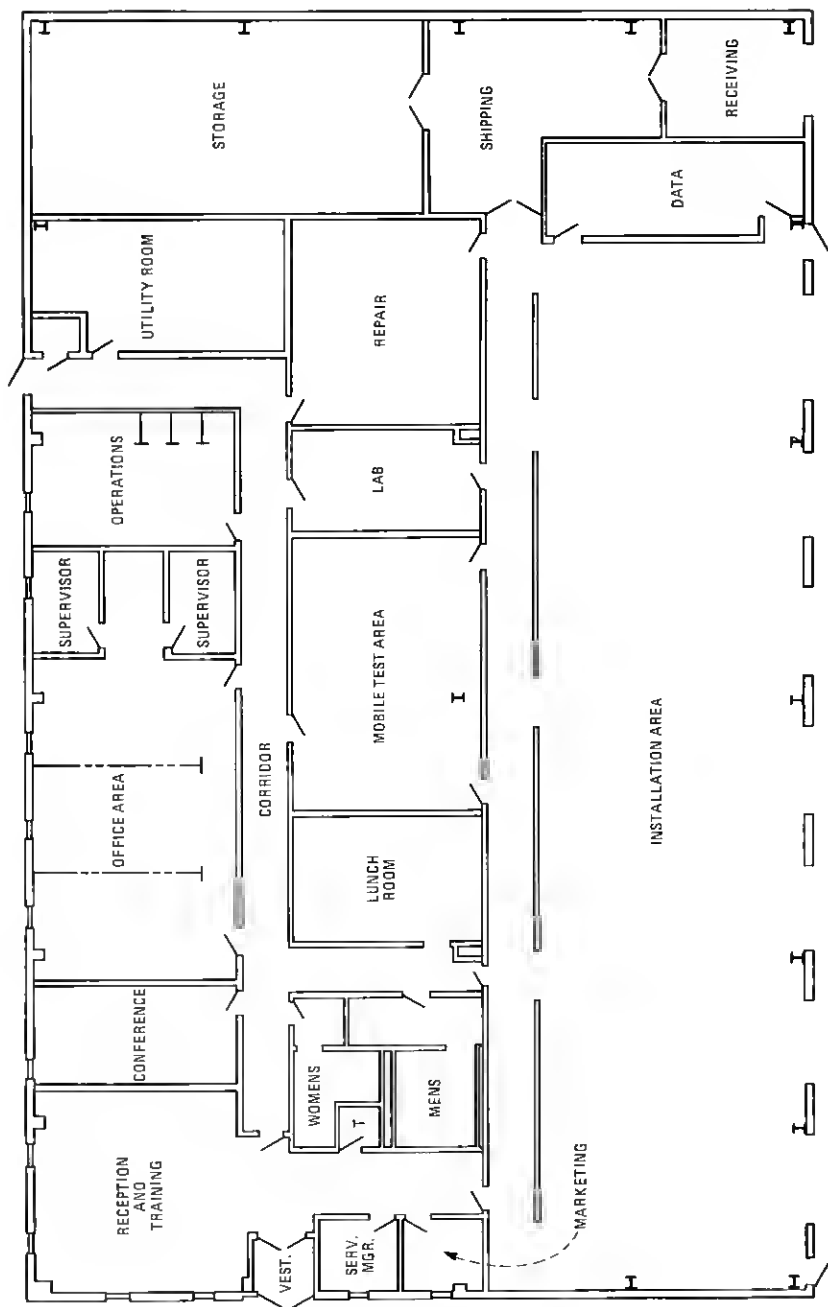 RECEPTION
AND
TRAINING
CONFERENCE
OFFICE AREA
SUPERVISOR
SUPERVISOR
OPERATIONS
UTILITY ROOM
STORAGE
VEST.
SERV.
MGR.
WOMENS
T
MENS
CORRIDOR
LUNCH
ROOM
MOBILE TEST AREA
LAB
REPAIR
SHIPPING
RECEIVING
DATA
MARKETING
INSTALLATION AREA